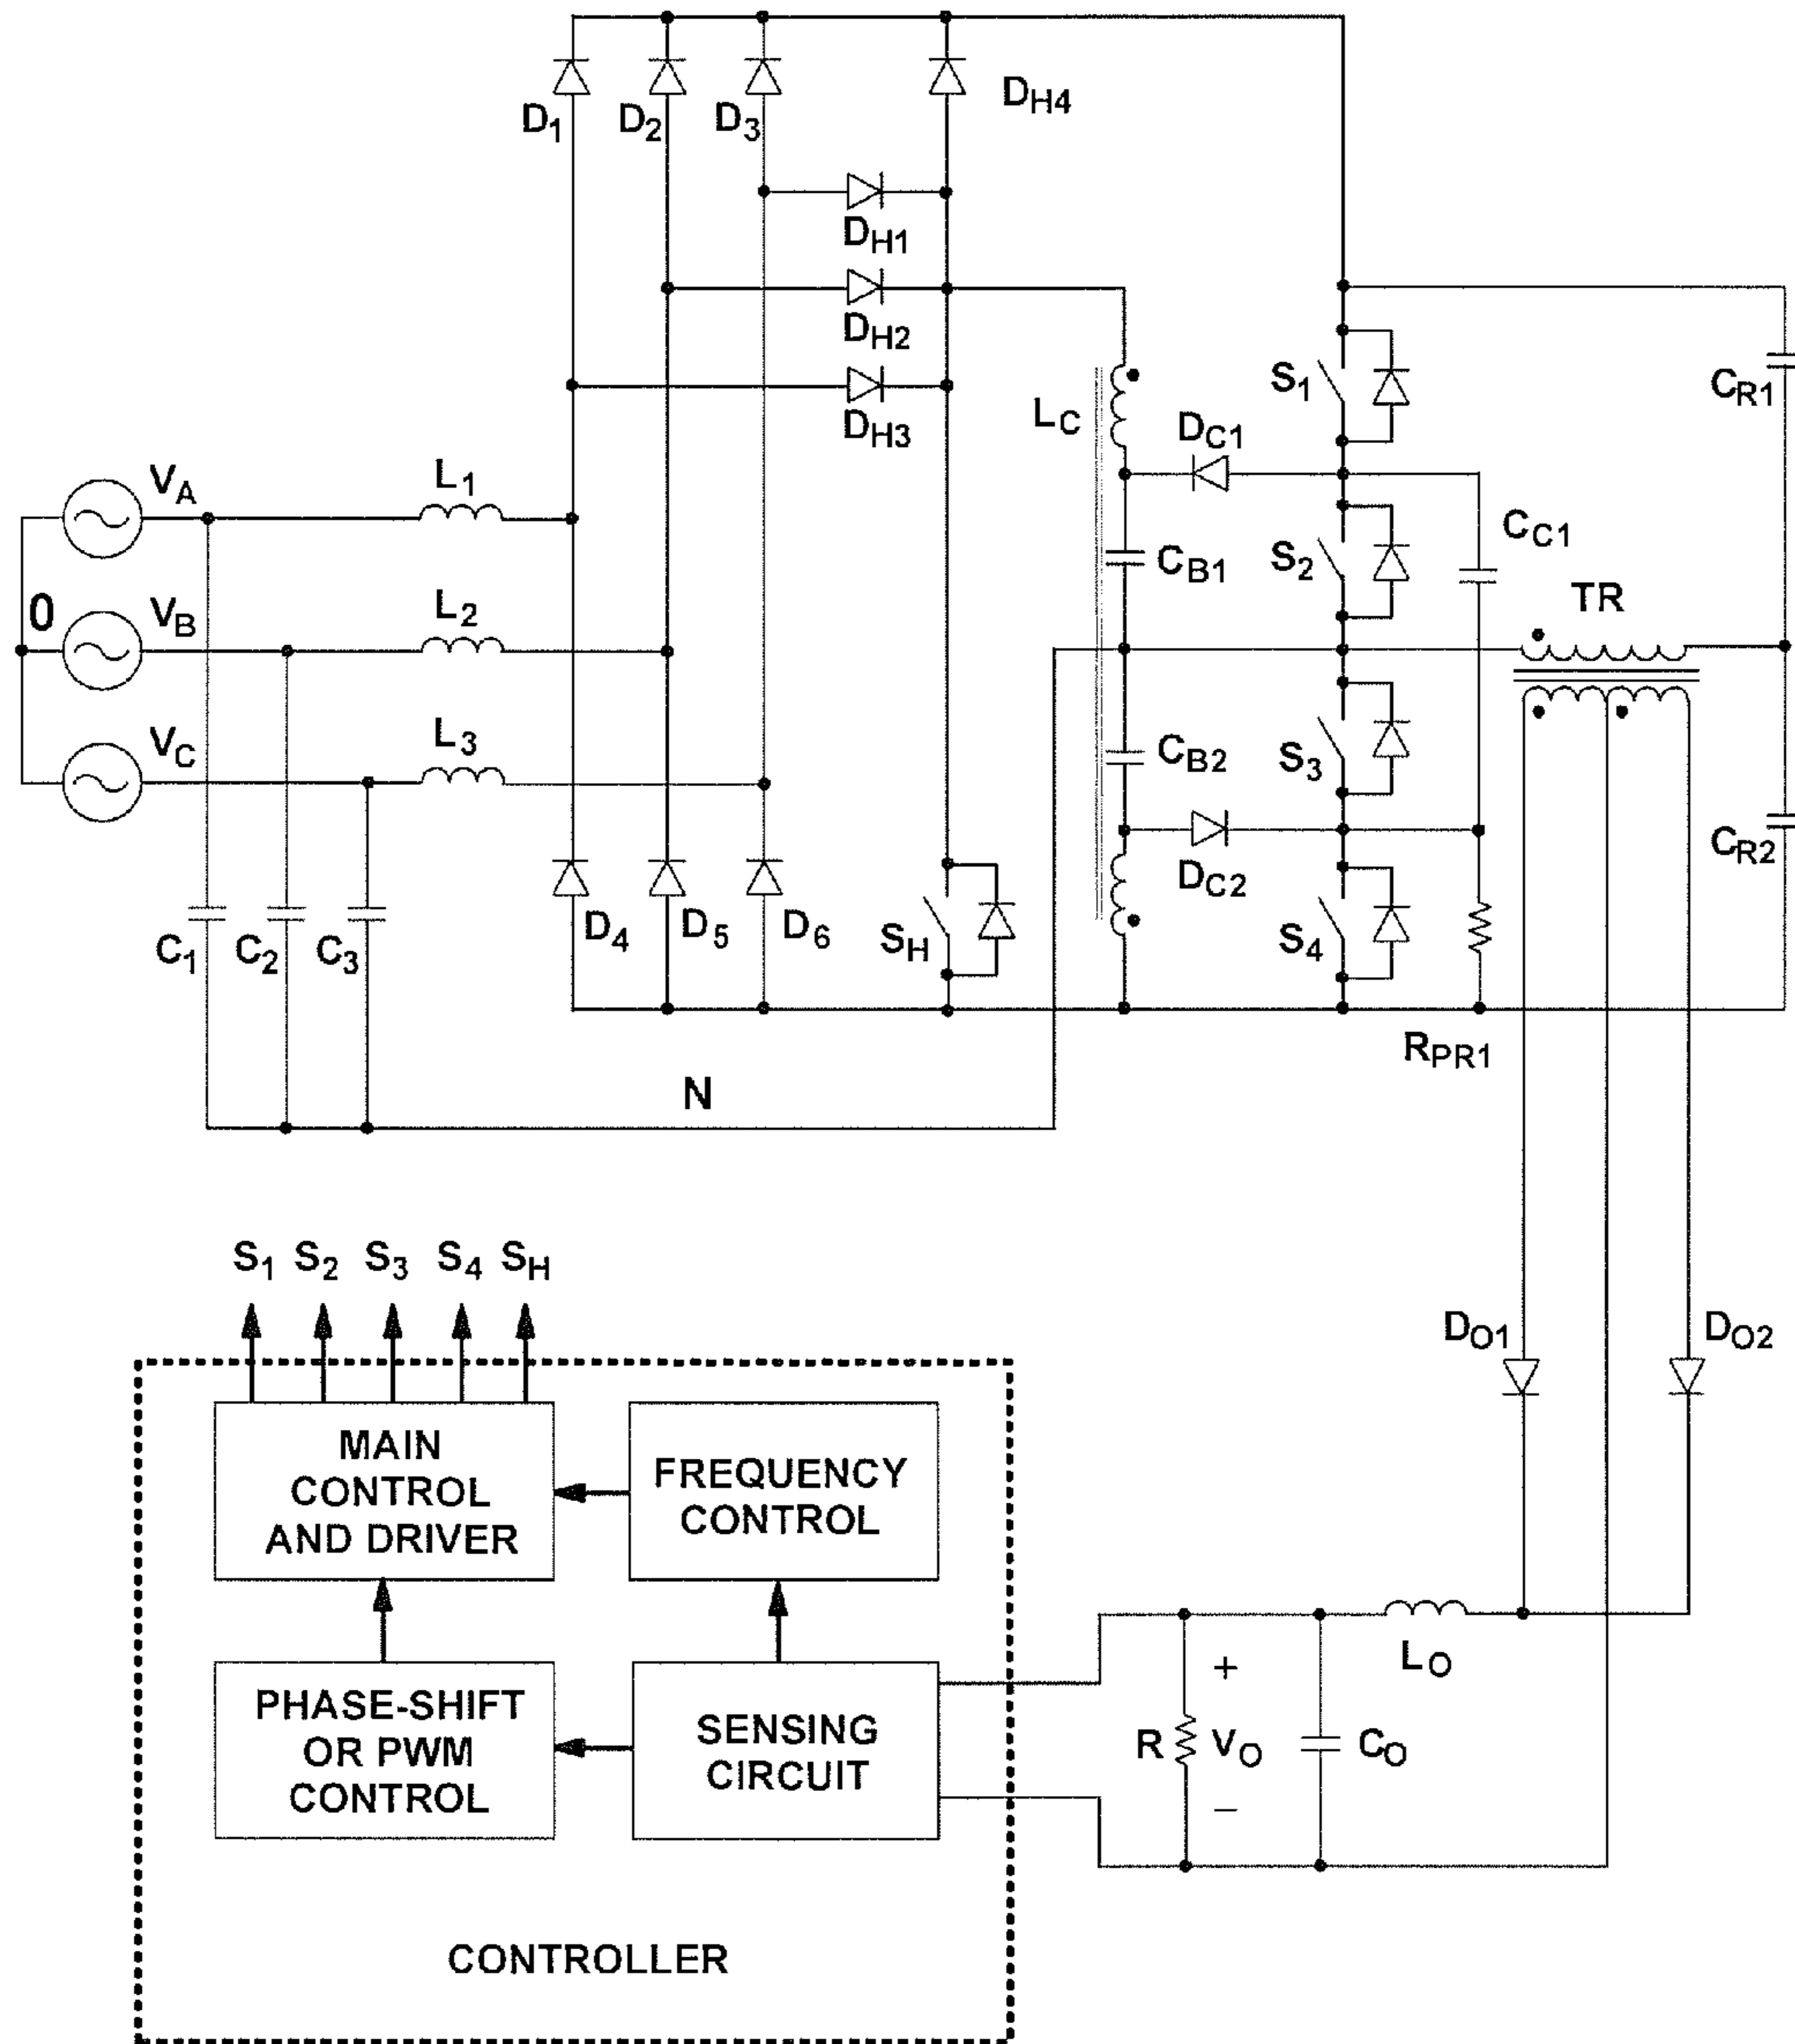 D1 D2 D3 DH4
DH1
DH2
DH3
LC DC1 S1 CR1
VA L1
CB1 S2 CC1
0 VB L2 TR
VC L3
CB2 S3
DC2 CR2
C1 C2 C3 D4 D5 D6 SH S4
RPR1
N
S1 S2 S3 S4 SH
DO1 DO2
MAIN
CONTROL
AND DRIVER
FREQUENCY
CONTROL
PHASE-SHIFT
OR PWM
CONTROL
SENSING
CIRCUIT
LO
+
R VO CO
−
CONTROLLER